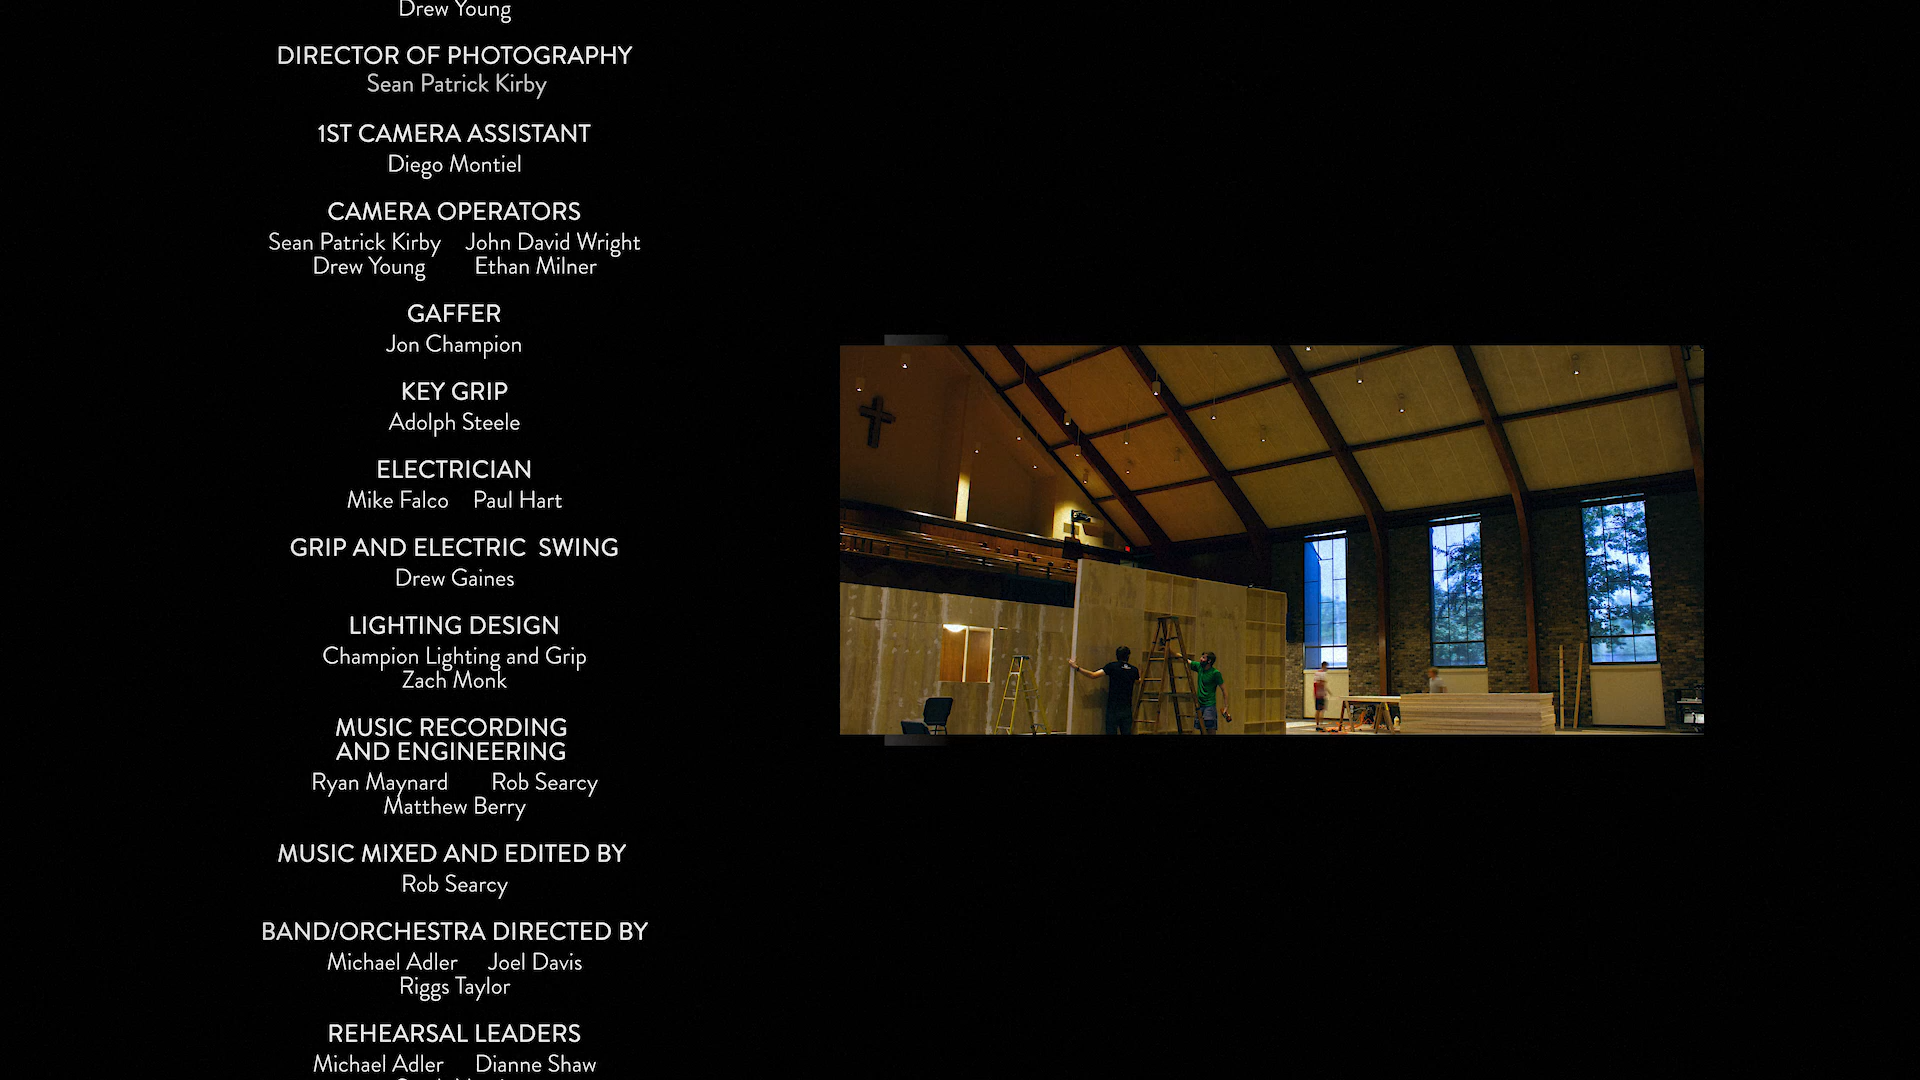 Drew Young
DIRECTOR OF PHOTOGRAPHY
Sean Patrick Kirby
1ST CAMERA ASSISTANT
Diego Montiel
CAMERA OPERATORS
Sean Patrick Kirby John David Wright
Drew Young Ethan Milner
GAFFER
Jon Champion
KEY GRIP
Adolph Steele
ELECTRICIAN
Mike Falco Paul Hart
GRIP AND ELECTRIC SWING
Drew Gaines
LIGHTING DESIGN
Champion Lighting and Grip
Zach Monk
MUSIC RECORDING
AND ENGINEERING
Ryan Maynard Rob Searcy
Matthew Berry
MUSIC MIXED AND EDITED BY
Rob Searcy
BAND/ORCHESTRA DIRECTED BY
Michael Adler Joel Davis
Riggs Taylor
REHEARSAL LEADERS
Michael Adler Dianne Shaw